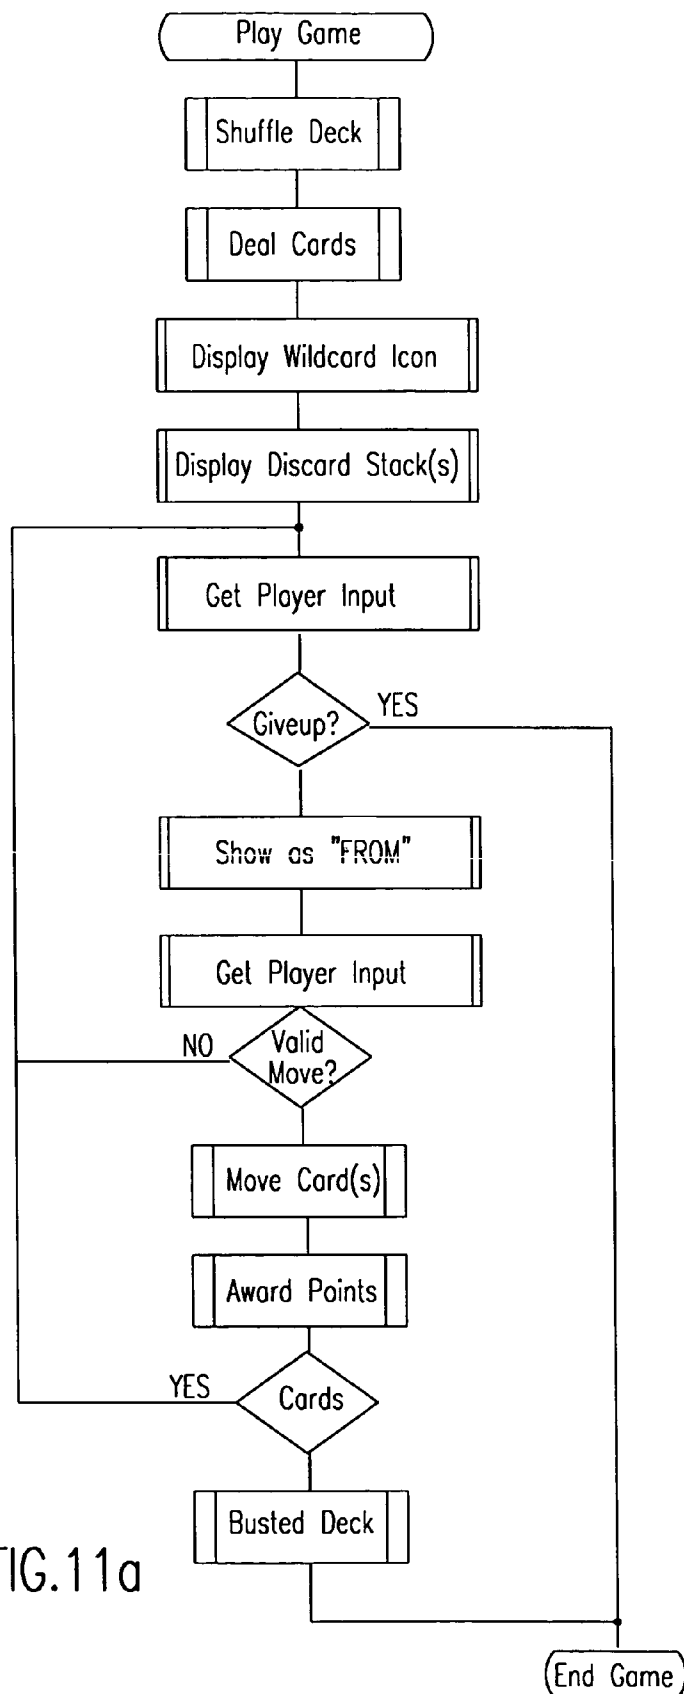 Play Game
Shuffle Deck
Deal Cards
Display Wildcard Icon
Display Discard Stack(s)
Get Player Input
Giveup?
YES
Show as "FROM"
Get Player Input
NO
Valid
Move?
Move Card(s)
Award Points
YES
Cards
Busted Deck
FIG.11a
End Game